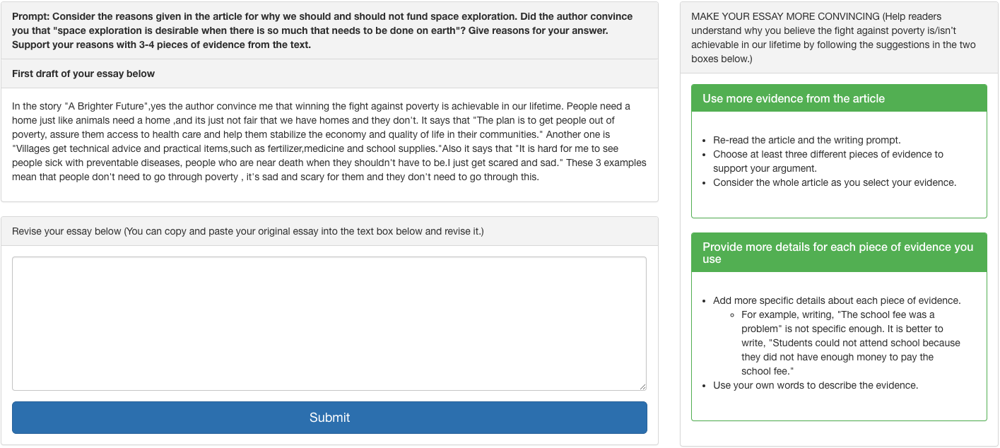 Prompt: Consider the reasons given in the article for why we should and should not fund space exploration. Did the author convince
you that "space exploration is desirable when there is so much that needs to be done on earth"? Give reasons for your answer.
Support your reasons with 3-4 pieces of evidence from the text.
First draft of your essay below
In the story "A Brighter Future",yes the author convince me that winning the fight against poverty is achievable in our lifetime. People need a
home just like animals need a home ,and its just not fair that we have homes and they don't. It says that "The plan is to get people out of
poverty, assure them access to health care and help them stabilize the economy and quality of life in their communities." Another one is
"Villages get technical advice and practical items,such as fertilizer,medicine and school supplies."Also it says that "It is hard for me to see
people sick with preventable diseases, people who are near death when they shouldn't have to be.I just get scared and sad." These 3 examples
mean that people don't need to go through poverty , it's sad and scary for them and they don't need to go through this.
Revise your essay below (You can copy and paste your original essay into the text box below and revise it.)
Submit
MAKE YOUR ESSAY MORE CONVINCING (Help readers
understand why you believe the fight against poverty is/isn't
achievable in our lifetime by following the suggestions in the two
boxes below.)
Use more evidence from the article
• Re-read the article and the writing prompt.
• Choose at least three different pieces of evidence to
support your argument.
• Consider the whole article as you select your evidence.
Provide more details for each piece of evidence you
use
• Add more specific details about each piece of evidence.
◦ For example, writing, "The school fee was a
problem" is not specific enough. It is better to
write, "Students could not attend school because
they did not have enough money to pay the
school fee."
• Use your own words to describe the evidence.